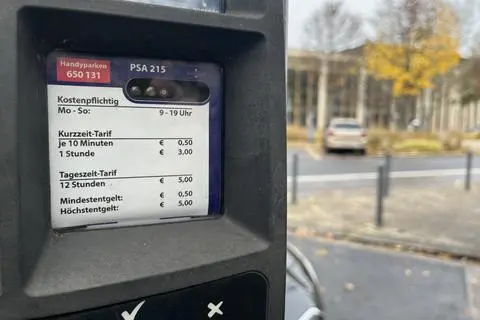 Handyparken
650 131
PSA 215
Kostenpflichtig
Mo - So: 9 - 19 Uhr
Kurzzeit-Tarif
je 10 Minuten € 0,50
1 Stunde € 3,00
Tageszeit-Tarif
12 Stunden € 5,00
Mindestentgelt: € 0,50
Höchstentgelt: € 5,00